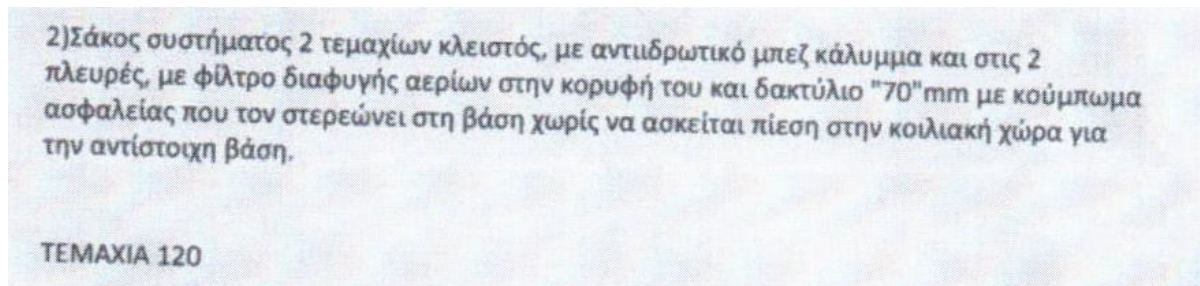 2)Σάκος συστήματος 2 τεμαχίων κλειστός, με αντιιδρωτικό μπεζ κάλυμμα και στις 2
πλευρές, με φίλτρο διαφυγής αερίων στην κορυφή του και δακτύλιο "70"mm με κούμπωμα
ασφαλείας που τον στερεώνει στη βάση χωρίς να ασκείται πίεση στην κοιλιακή χώρα για
την αντίστοιχη βάση.
ΤΕΜΑΧΙΑ 120